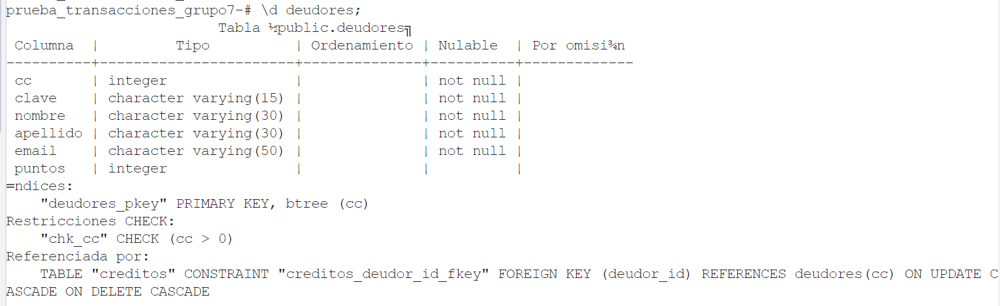 prueba_transacciones_grupo7-# \d deudores;
Tabla ½public.deudores╗
Columna | Tipo | Ordenamiento | Nulable | Por omisi¾n
----------+-----------------------+--------------+----------+-------------
cc | integer | | not null |
clave | character varying(15) | | not null |
nombre | character varying(30) | | not null |
apellido | character varying(30) | | not null |
email | character varying(50) | | not null |
puntos | integer | | |
=ndices:
"deudores_pkey" PRIMARY KEY, btree (cc)
Restricciones CHECK:
"chk_cc" CHECK (cc > 0)
Referenciada por:
TABLE "creditos" CONSTRAINT "creditos_deudor_id_fkey" FOREIGN KEY (deudor_id) REFERENCES deudores(cc) ON UPDATE C
ASCADE ON DELETE CASCADE